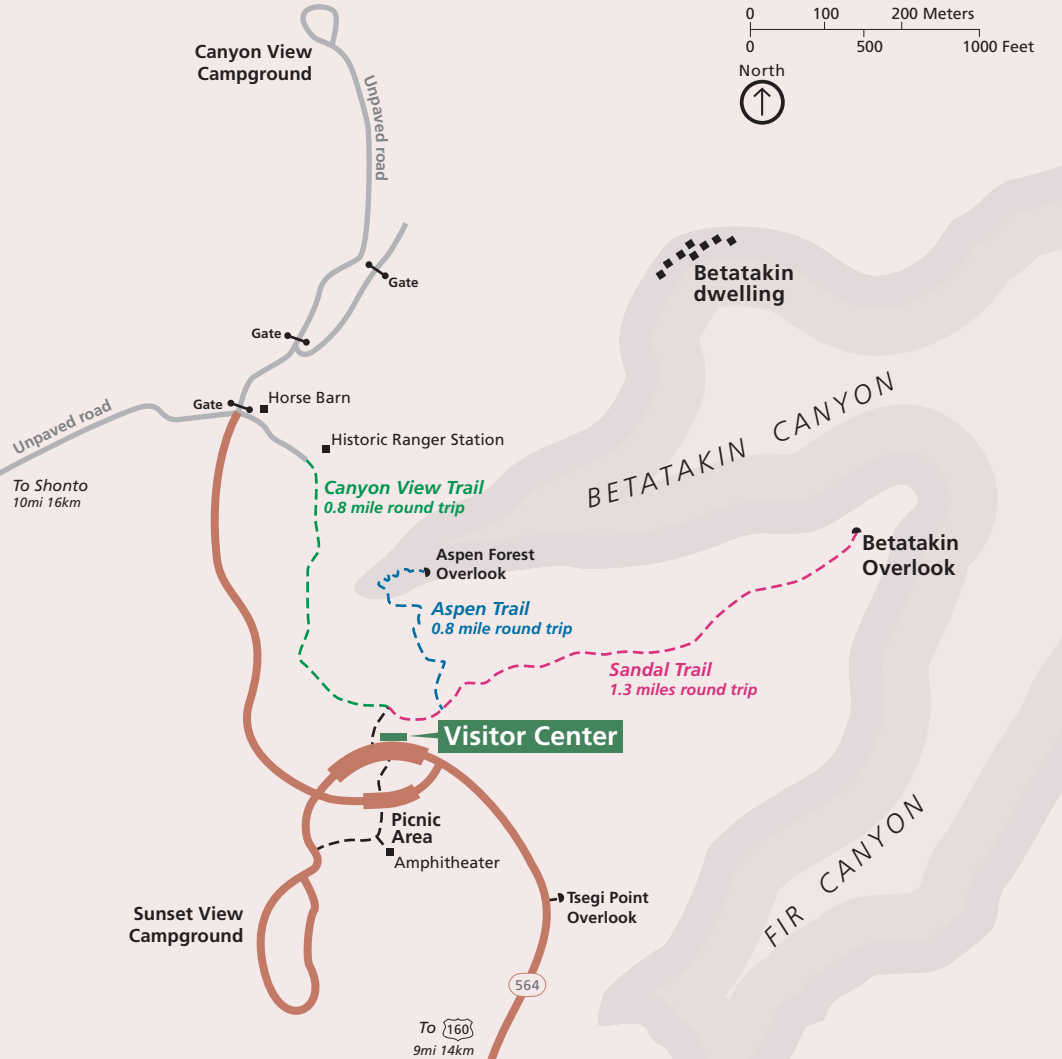 0 100 200 Meters
0 500 1000 Feet
North
Canyon View
Campground
Unpaved road
Gate
Gate
Gate
Horse Barn
Historic Ranger Station
Unpaved road
To Shonto
10mi 16km
Betatakin
dwelling
BETATAKIN CANYON
Canyon View Trail
0.8 mile round trip
Aspen Forest
Overlook
Betatakin
Overlook
Aspen Trail
0.8 mile round trip
Sandal Trail
1.3 miles round trip
Visitor Center
Picnic
Area
Amphitheater
FIR CANYON
Tsegi Point
Overlook
Sunset View
Campground
564
To 160
9mi 14km